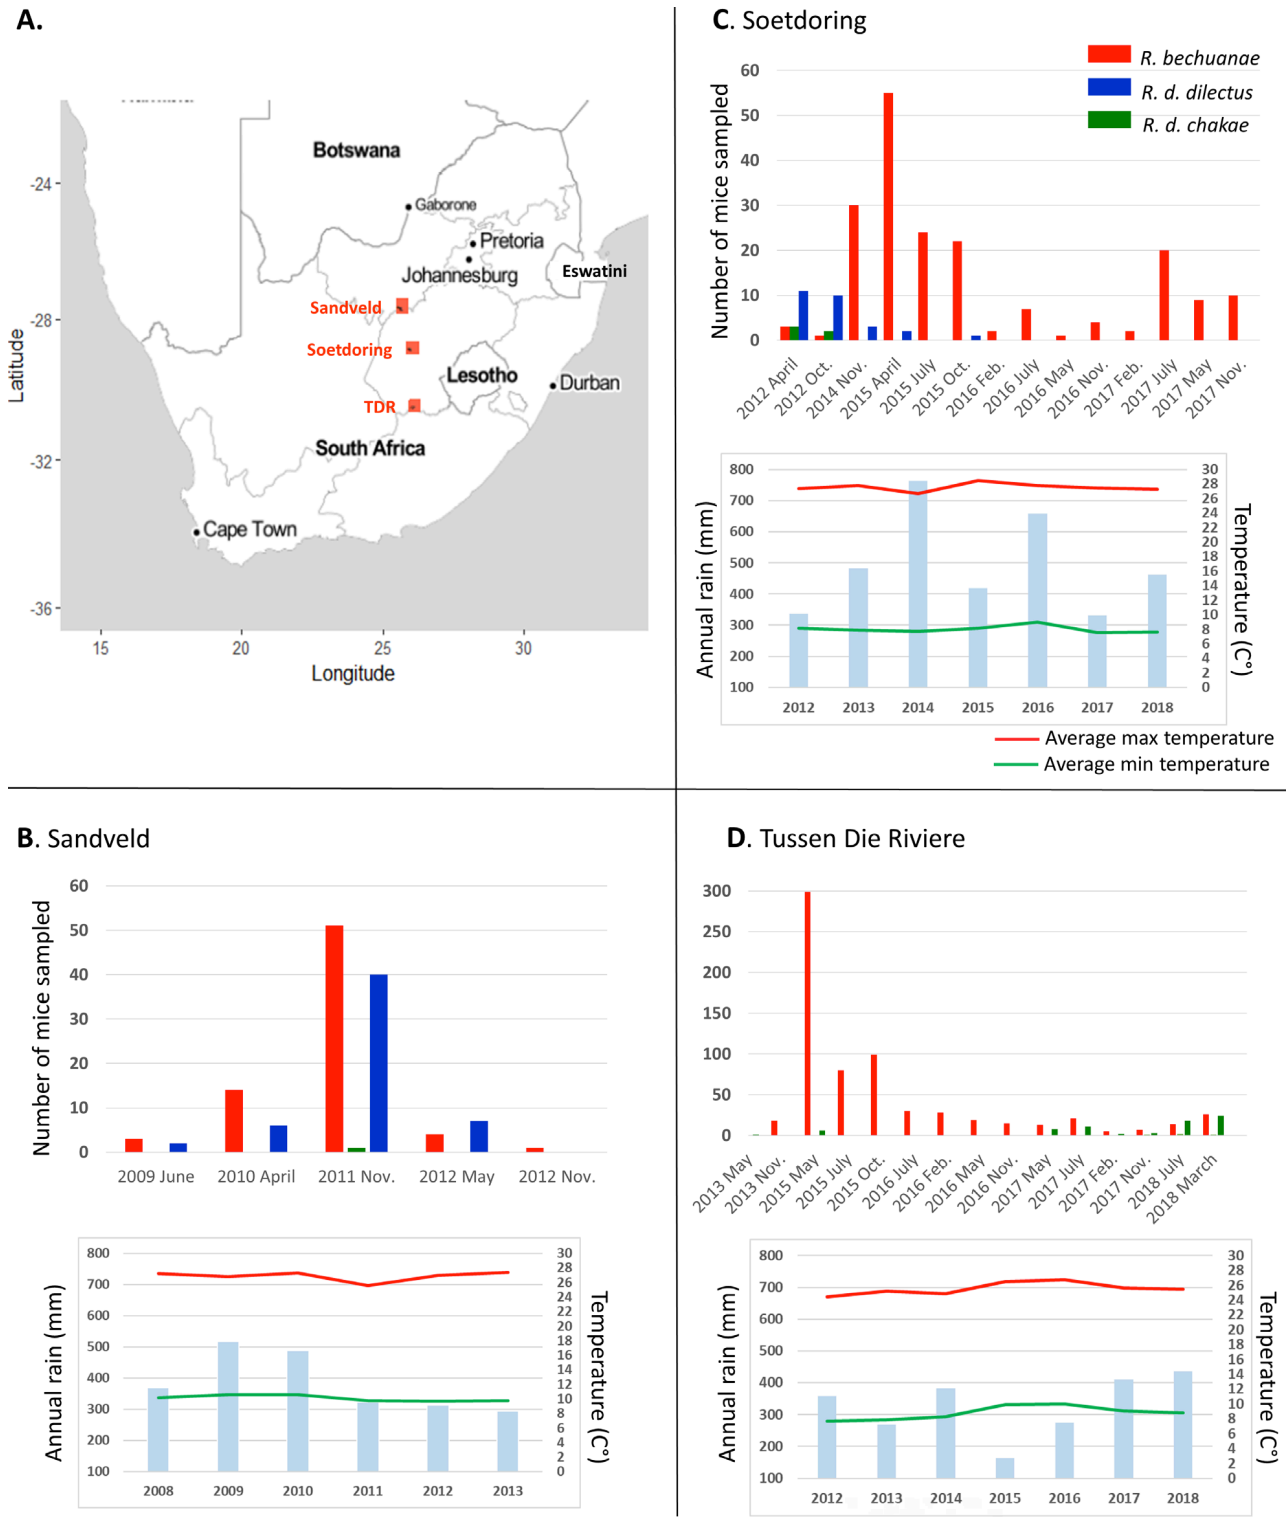 A.
Botswana
Gaborone
Pretoria
Johannesburg
Eswatini
Sandveld
Soetdoring
Lesotho
Durban
TDR
South Africa
Cape Town
Latitude
-24
-28
-32
-36
15
20
25
30
Longitude
C. Soetdoring
R. bechuanae
R. d. dilectus
R. d. chakae
Number of mice sampled
60
50
40
30
20
10
0
2012 April
2012 Oct.
2014 Nov.
2015 April
2015 July
2015 Oct.
2016 Feb.
2016 July
2016 May
2016 Nov.
2017 Feb.
2017 July
2017 May
2017 Nov.
Annual rain (mm)
800
700
600
500
400
300
200
100
30
28
26
24
22
20
18
16
14
12
10
8
6
4
2
0
Temperature (C°)
2012
2013
2014
2015
2016
2017
2018
Average max temperature
Average min temperature
B. Sandveld
Number of mice sampled
60
50
40
30
20
10
0
2009 June
2010 April
2011 Nov.
2012 May
2012 Nov.
Annual rain (mm)
800
700
600
500
400
300
200
100
30
28
26
24
22
20
18
16
14
12
10
8
6
4
2
0
Temperature (C°)
2008
2009
2010
2011
2012
2013
D. Tussen Die Riviere
300
250
200
150
100
50
0
2013 May
2013 Nov.
2015 May
2015 July
2015 Oct.
2016 July
2016 Feb.
2016 May
2016 Nov.
2017 May
2017 July
2017 Feb.
2017 Nov.
2018 July
2018 March
Annual rain (mm)
800
700
600
500
400
300
200
100
30
28
26
24
22
20
18
16
14
12
10
8
6
4
2
0
Temperature (C°)
2012
2013
2014
2015
2016
2017
2018